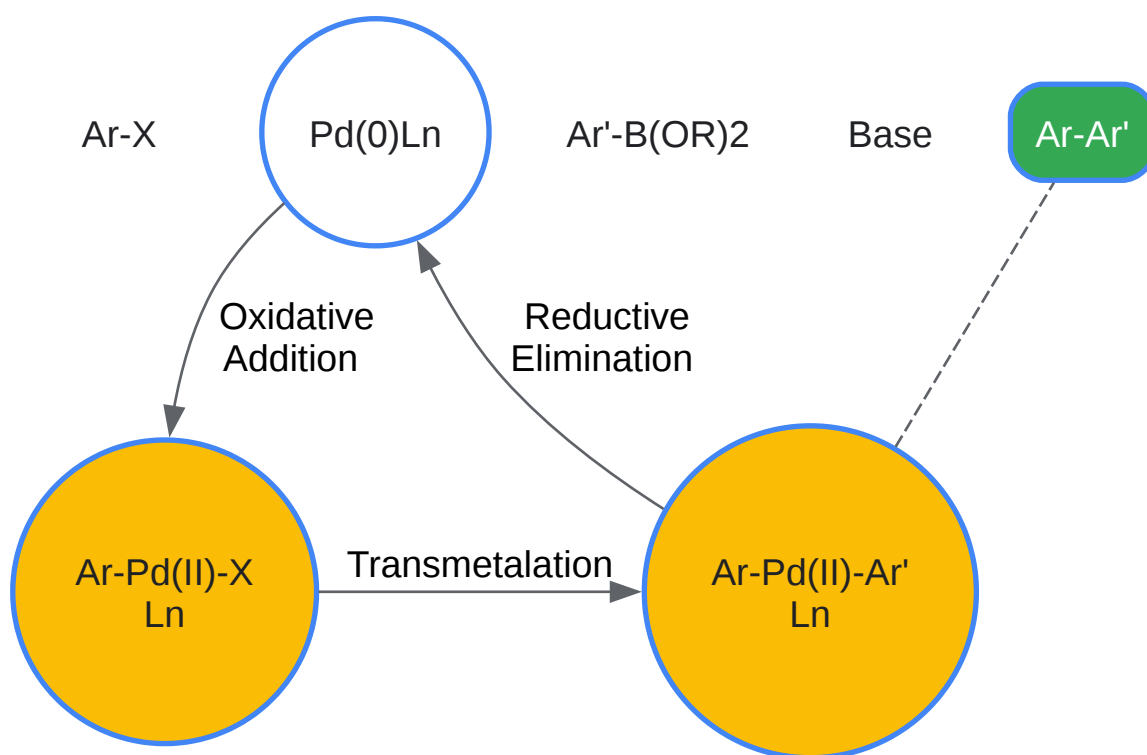 Ar-X
Pd(0)Ln
Ar'-B(OR)2
Base
Ar-Ar'
Oxidative
Addition
Reductive
Elimination
Ar-Pd(II)-X
Ln
Transmetalation
Ar-Pd(II)-Ar'
Ln